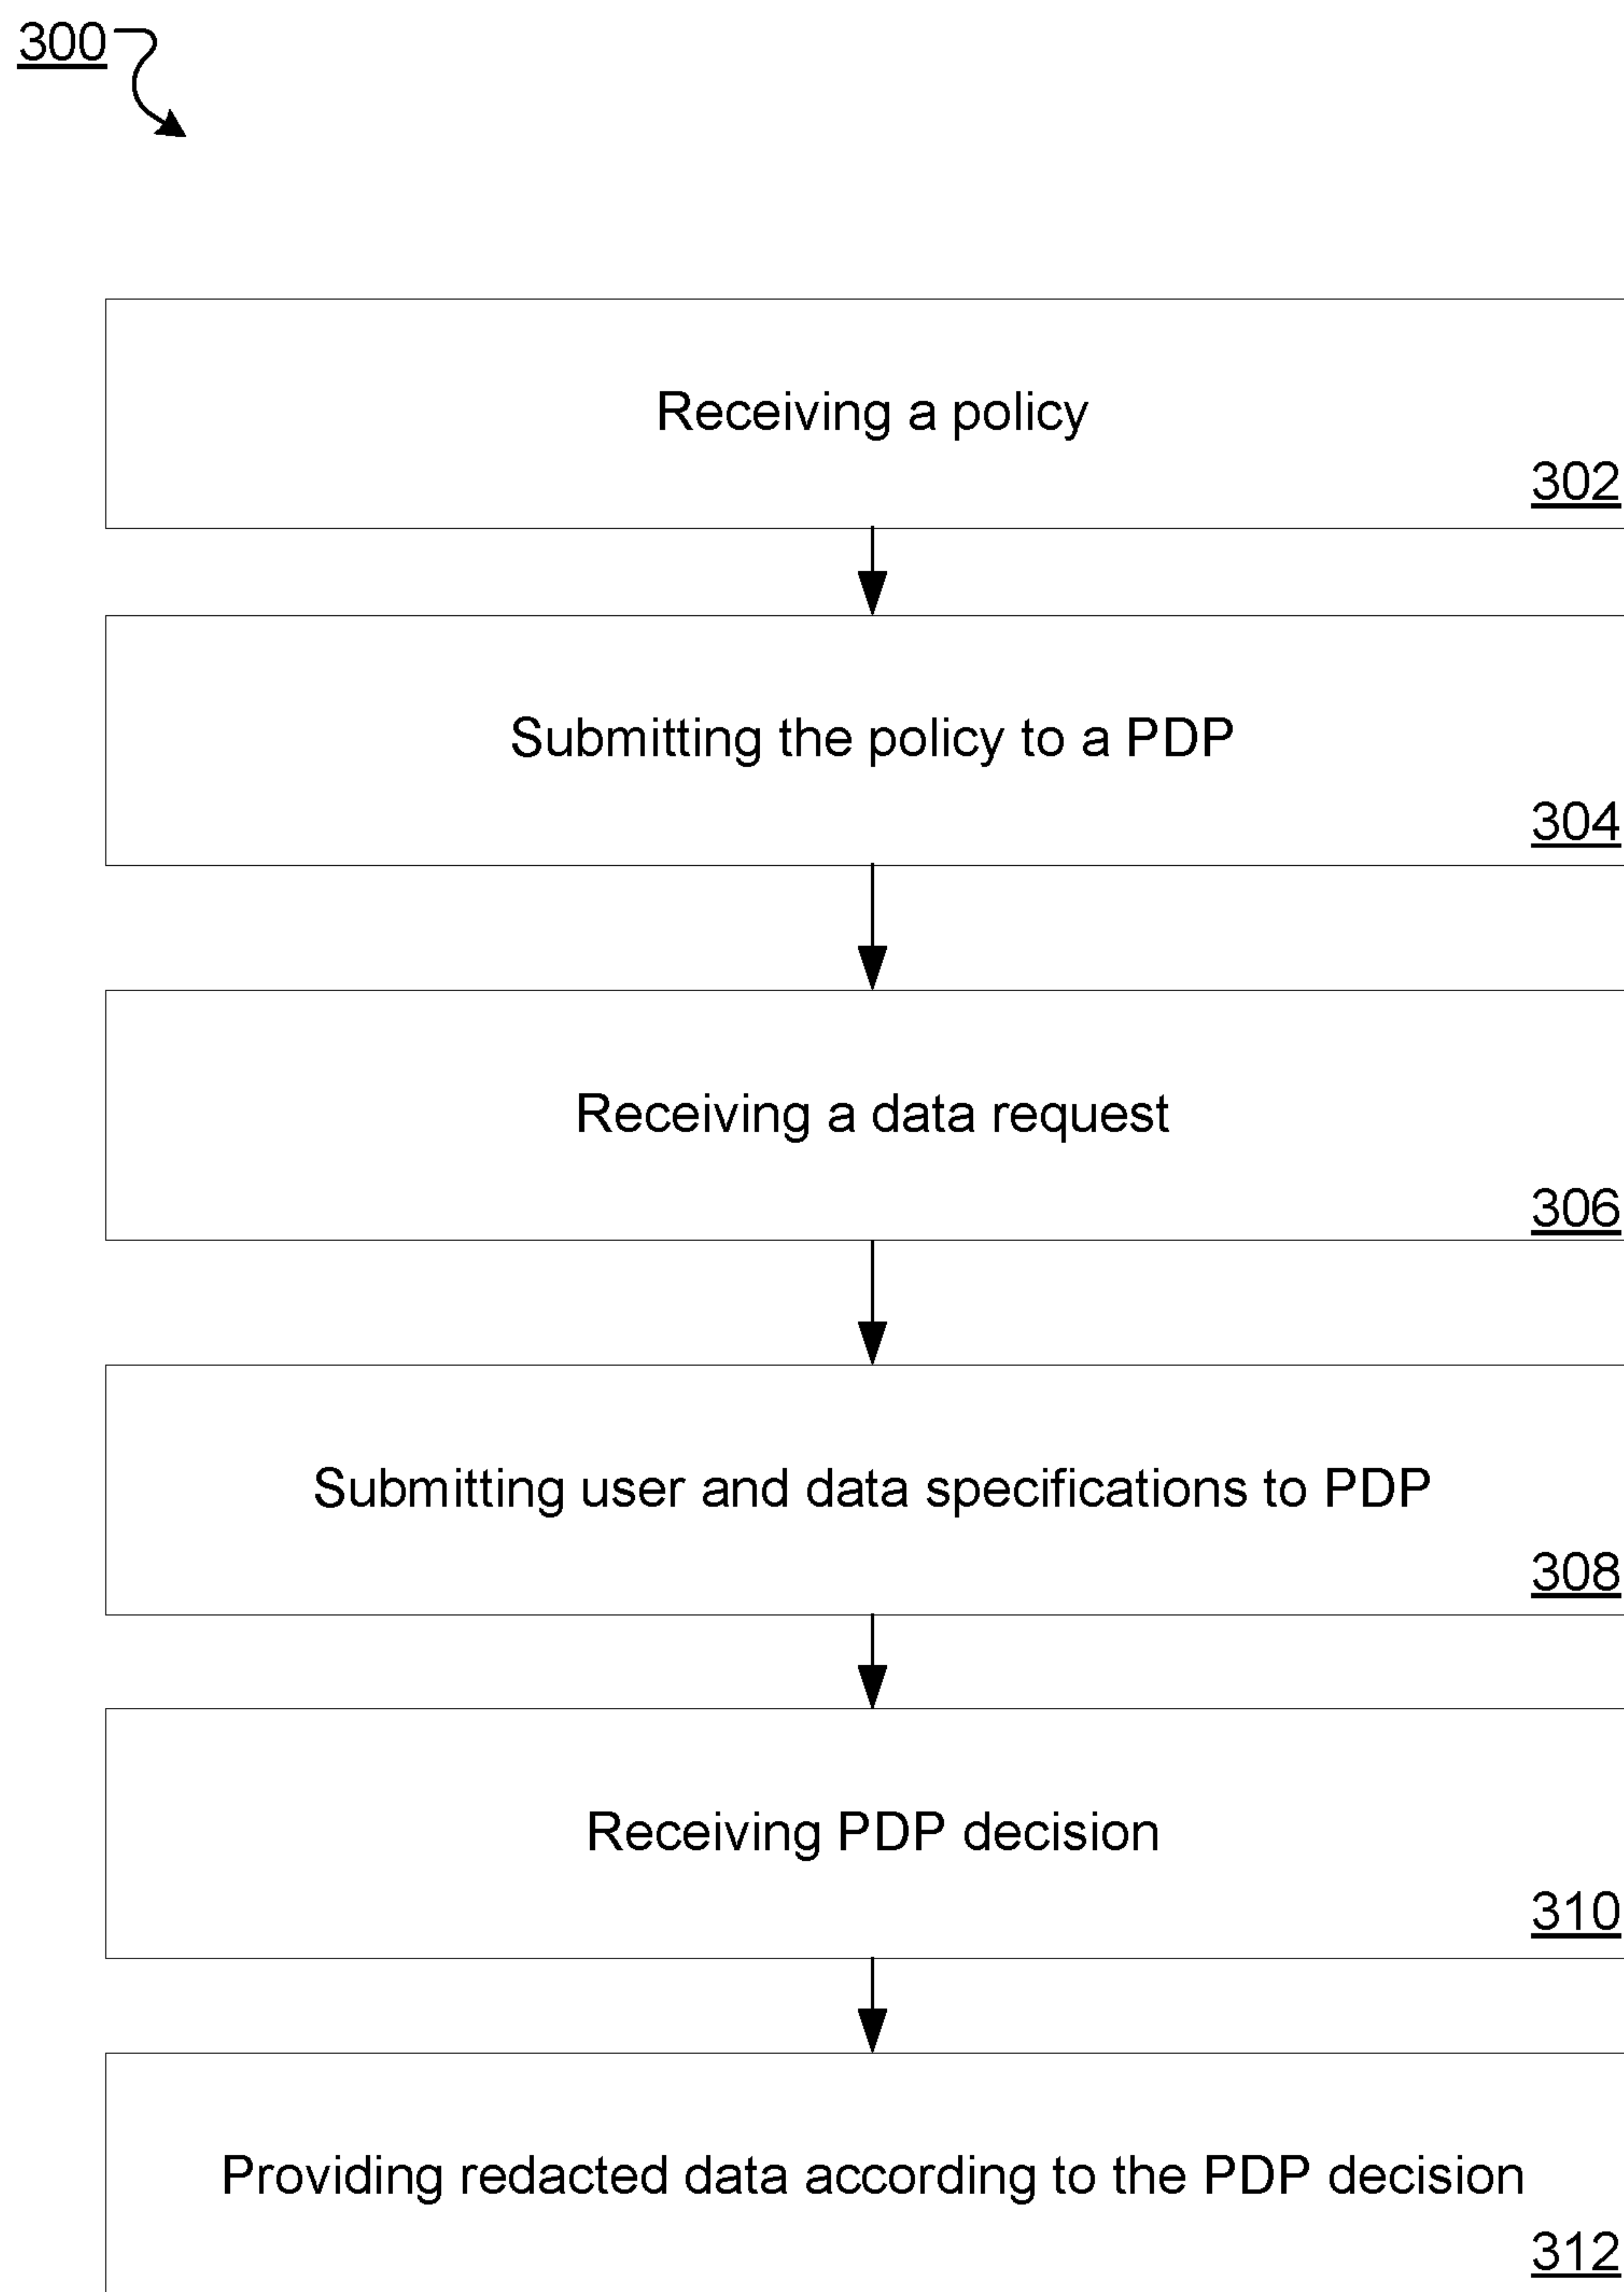 300
Receiving a policy
302
Submitting the policy to a PDP
304
Receiving a data request
306
Submitting user and data specifications to PDP
308
Receiving PDP decision
310
Providing redacted data according to the PDP decision
312